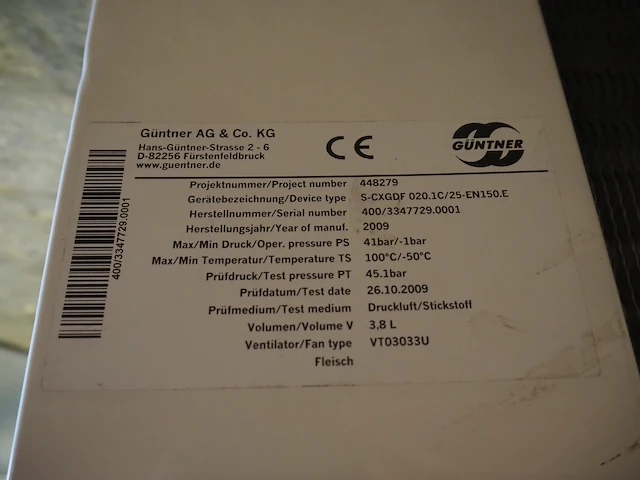 Güntner AG & Co. KG
Hans-Güntner-Strasse 2 - 6
D-82256 Fürstenfeldbruck
www.guentner.de
CE
GÜNTNER
Projektnummer/Project number 448279
Gerätebezeichnung/Device type S-CXGDF 020.1C/25-EN150.E
Herstellnummer/Serial number 400/3347729.0001
Herstellungsjahr/Year of manuf. 2009
Max/Min Druck/Oper. pressure PS 41bar/-1bar
Max/Min Temperatur/Temperature TS 100°C/-50°C
Prüfdruck/Test pressure PT 45.1bar
Prüfdatum/Test date 26.10.2009
Prüfmedium/Test medium Druckluft/Stickstoff
Volumen/Volume V 3,8 L
Ventilator/Fan type VT03033U
Fleisch
400/3347729.0001